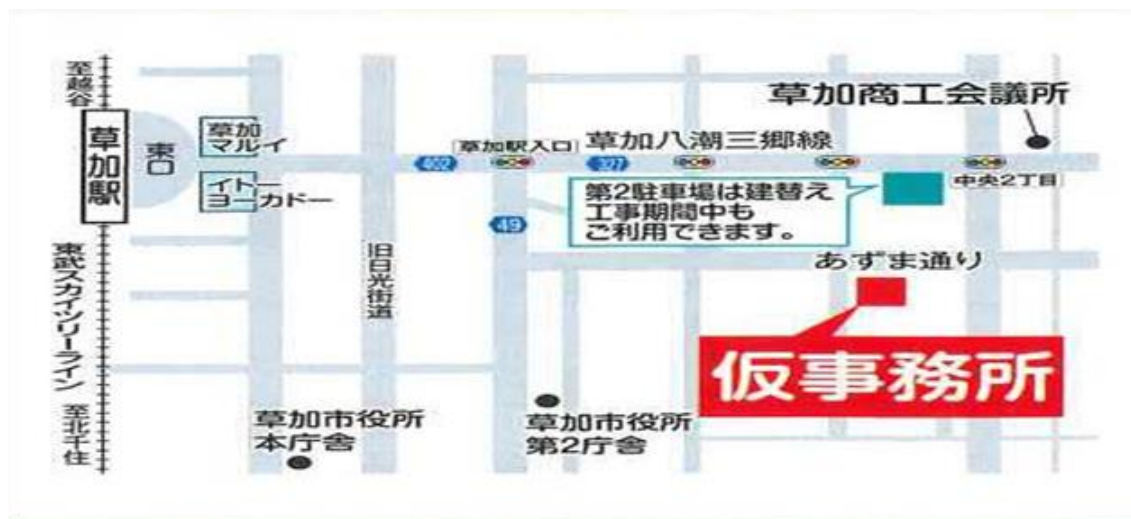 至越谷
草加駅
東口
草加
マルイ
イトー
ヨーカドー
402
草加駅入口
327
草加八潮三郷線
草加商工会議所
中央2丁目
第2駐車場は建替え
工事期間中も
ご利用できます。
49
旧日光街道
あずま通り
仮事務所
東武スカイツリーライン
至北千住
草加市役所
本庁舎
草加市役所
第2庁舎